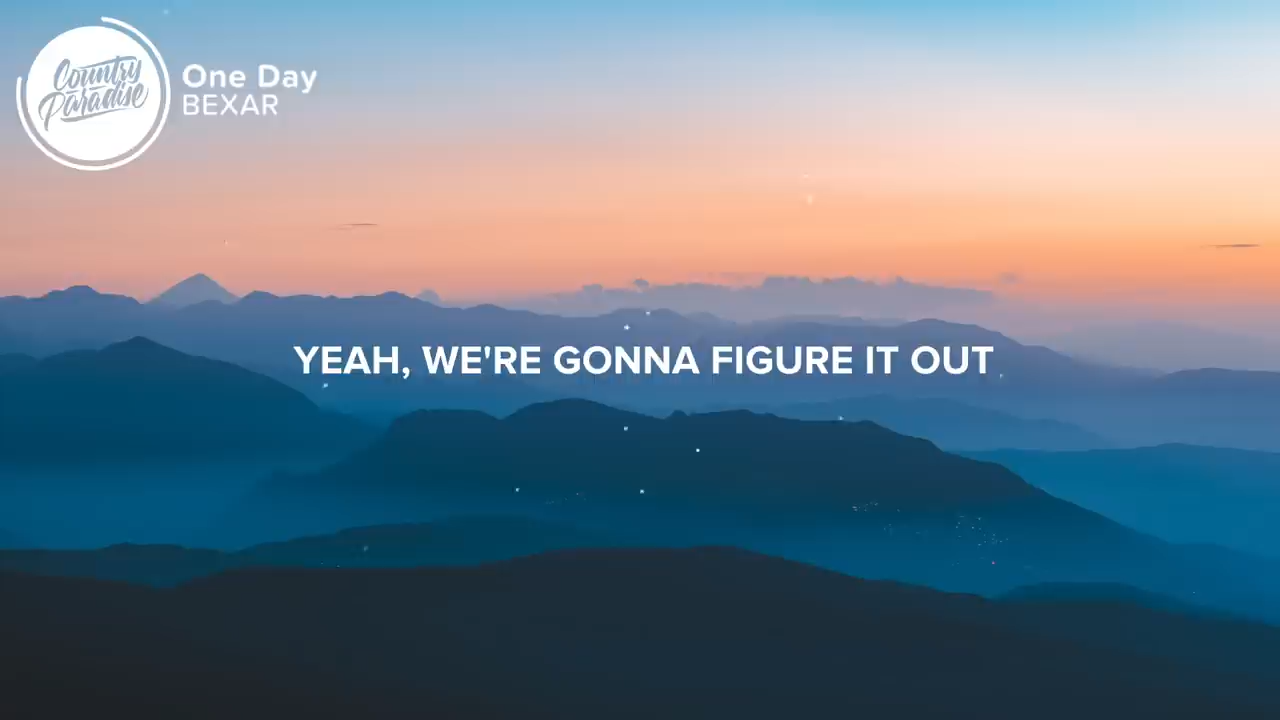 Country
Paradise
One Day
BEXAR
YEAH, WE'RE GONNA FIGURE IT OUT